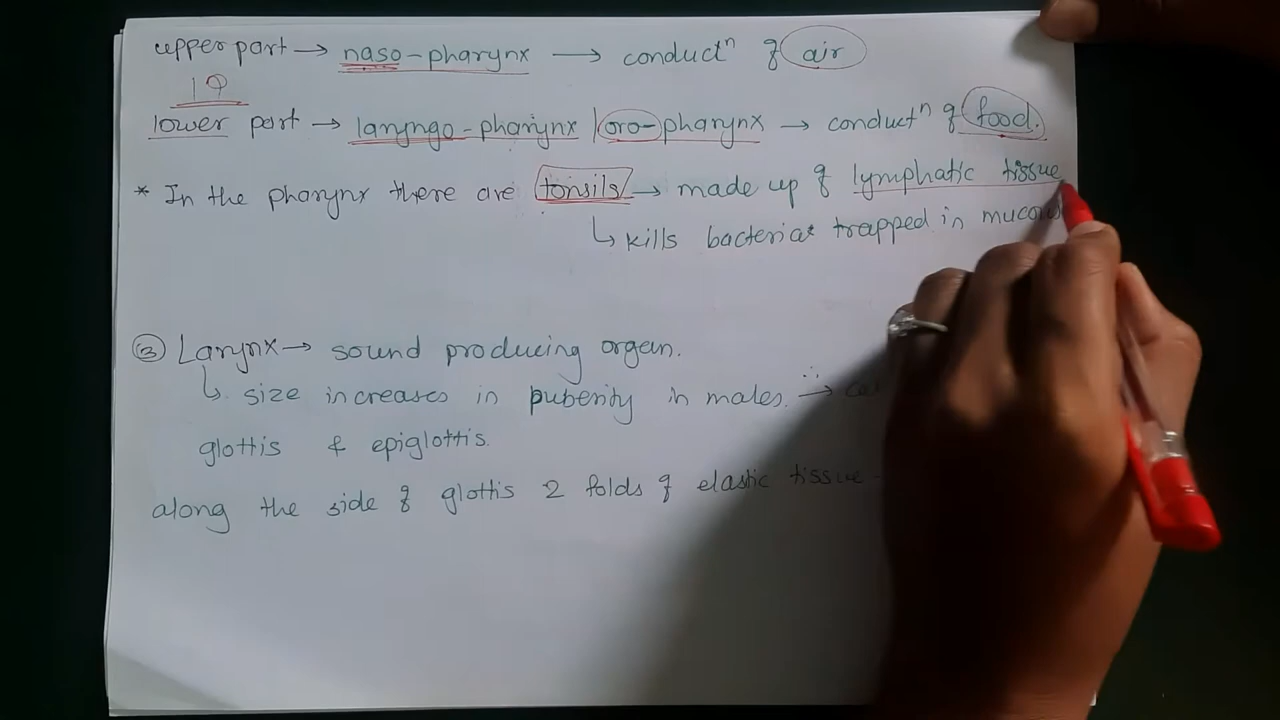 upper part → naso-pharynx → conductⁿ of air
1Q
lower part → laryngo-pharynx / oro-pharynx → conductⁿ of food.
* In the pharynx there are tonsils → made up of lymphatic tissue
↳ kills bacteria trapped in
③ Larynx → sound producing organ.
↳ size increases in puberty in males. ∴ →
glottis & epiglottis.
along the side of glottis 2 folds of elastic tissue